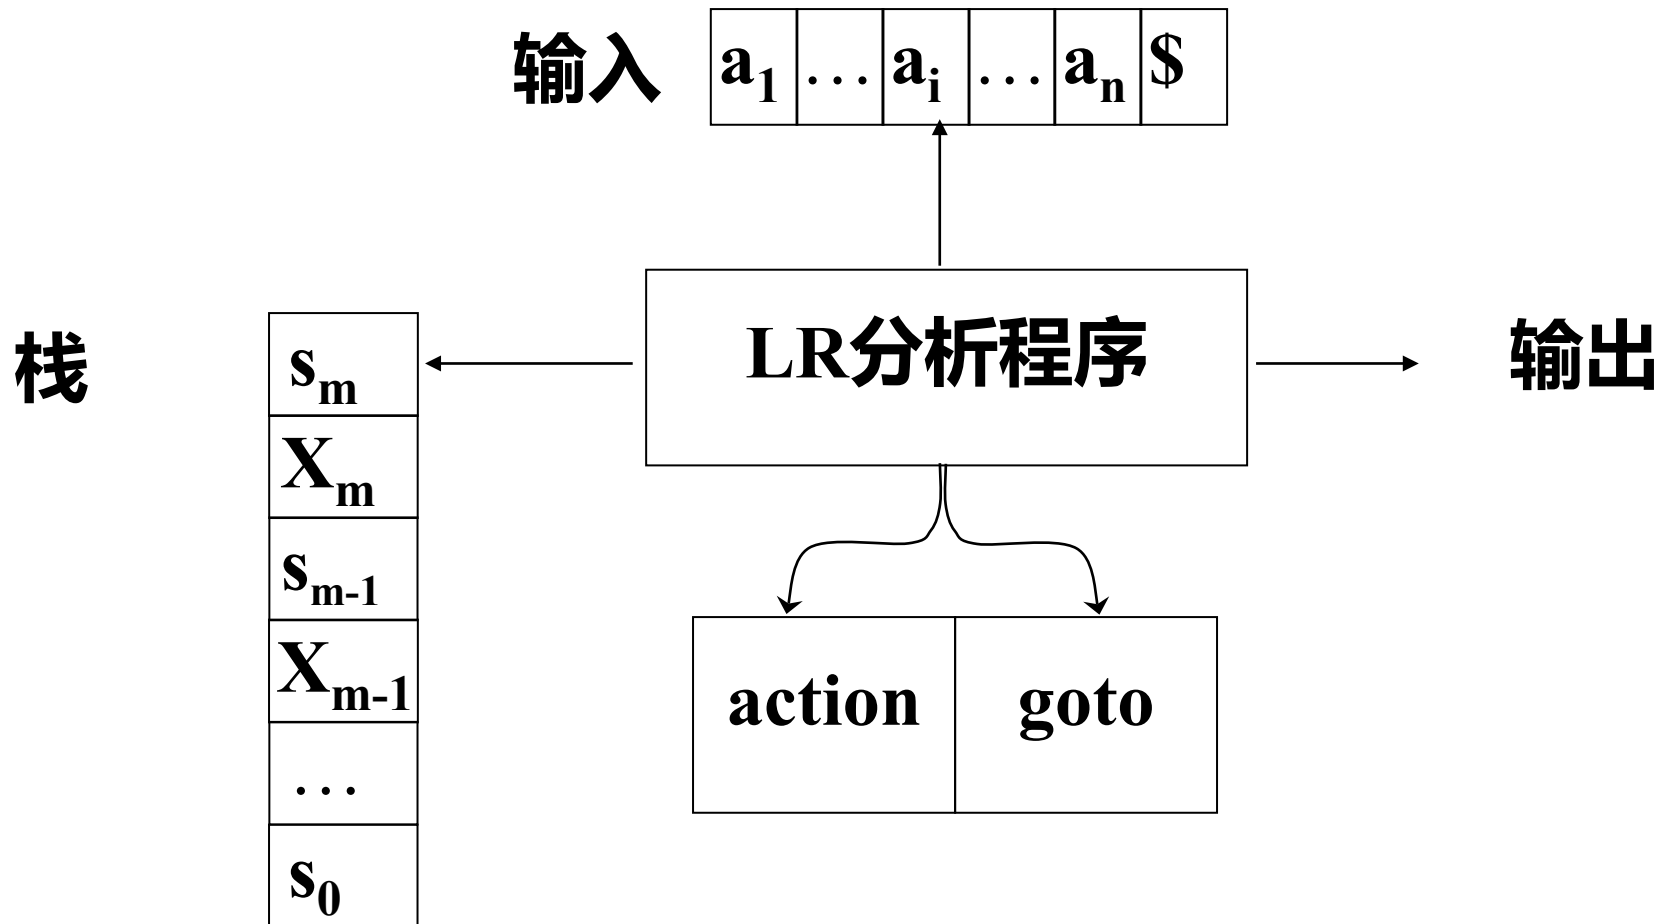 输入 a1 ... ai ... an $
LR分析程序
栈
输出
sm
Xm
sm-1
Xm-1
...
s0
action goto